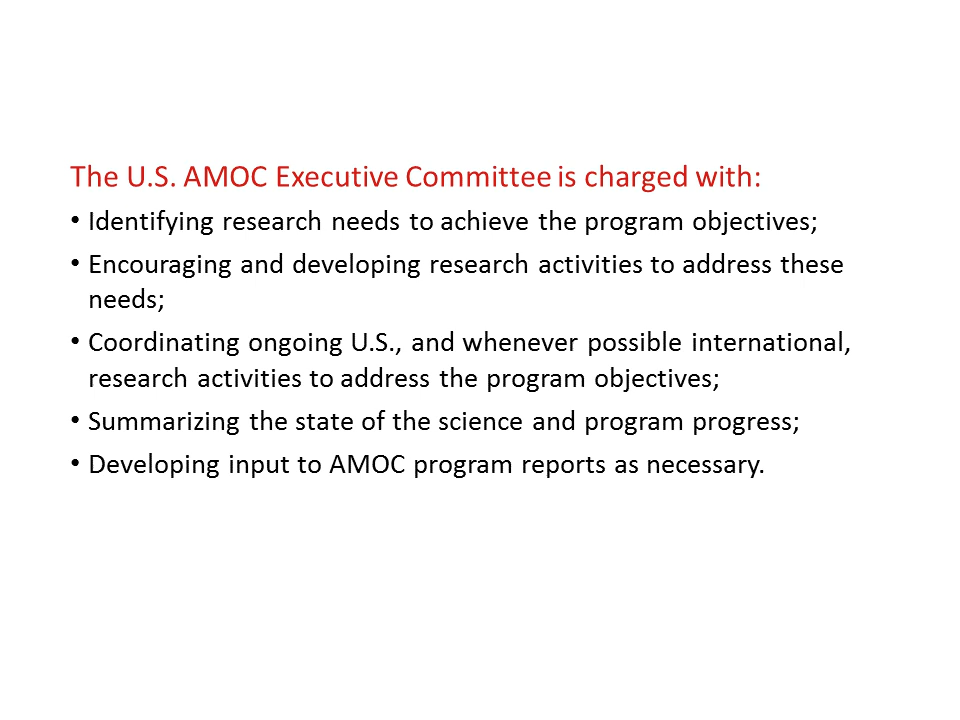 The U.S. AMOC Executive Committee is charged with:
• Identifying research needs to achieve the program objectives;
• Encouraging and developing research activities to address these
needs;
• Coordinating ongoing U.S., and whenever possible international,
research activities to address the program objectives;
• Summarizing the state of the science and program progress;
• Developing input to AMOC program reports as necessary.